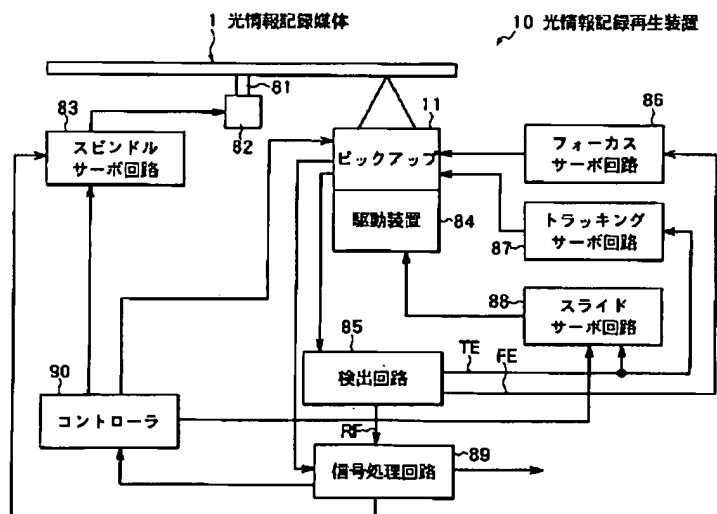 1 光情報記録媒体
10 光情報記録再生装置
81
83
82
スピンドル
サーボ回路
11
ピックアップ
駆動装置
84
86
フォーカス
サーボ回路
トラッキング
サーボ回路
87
88
スライド
サーボ回路
85
検出回路
TE
FE
90
コントローラ
RF
信号処理回路
89